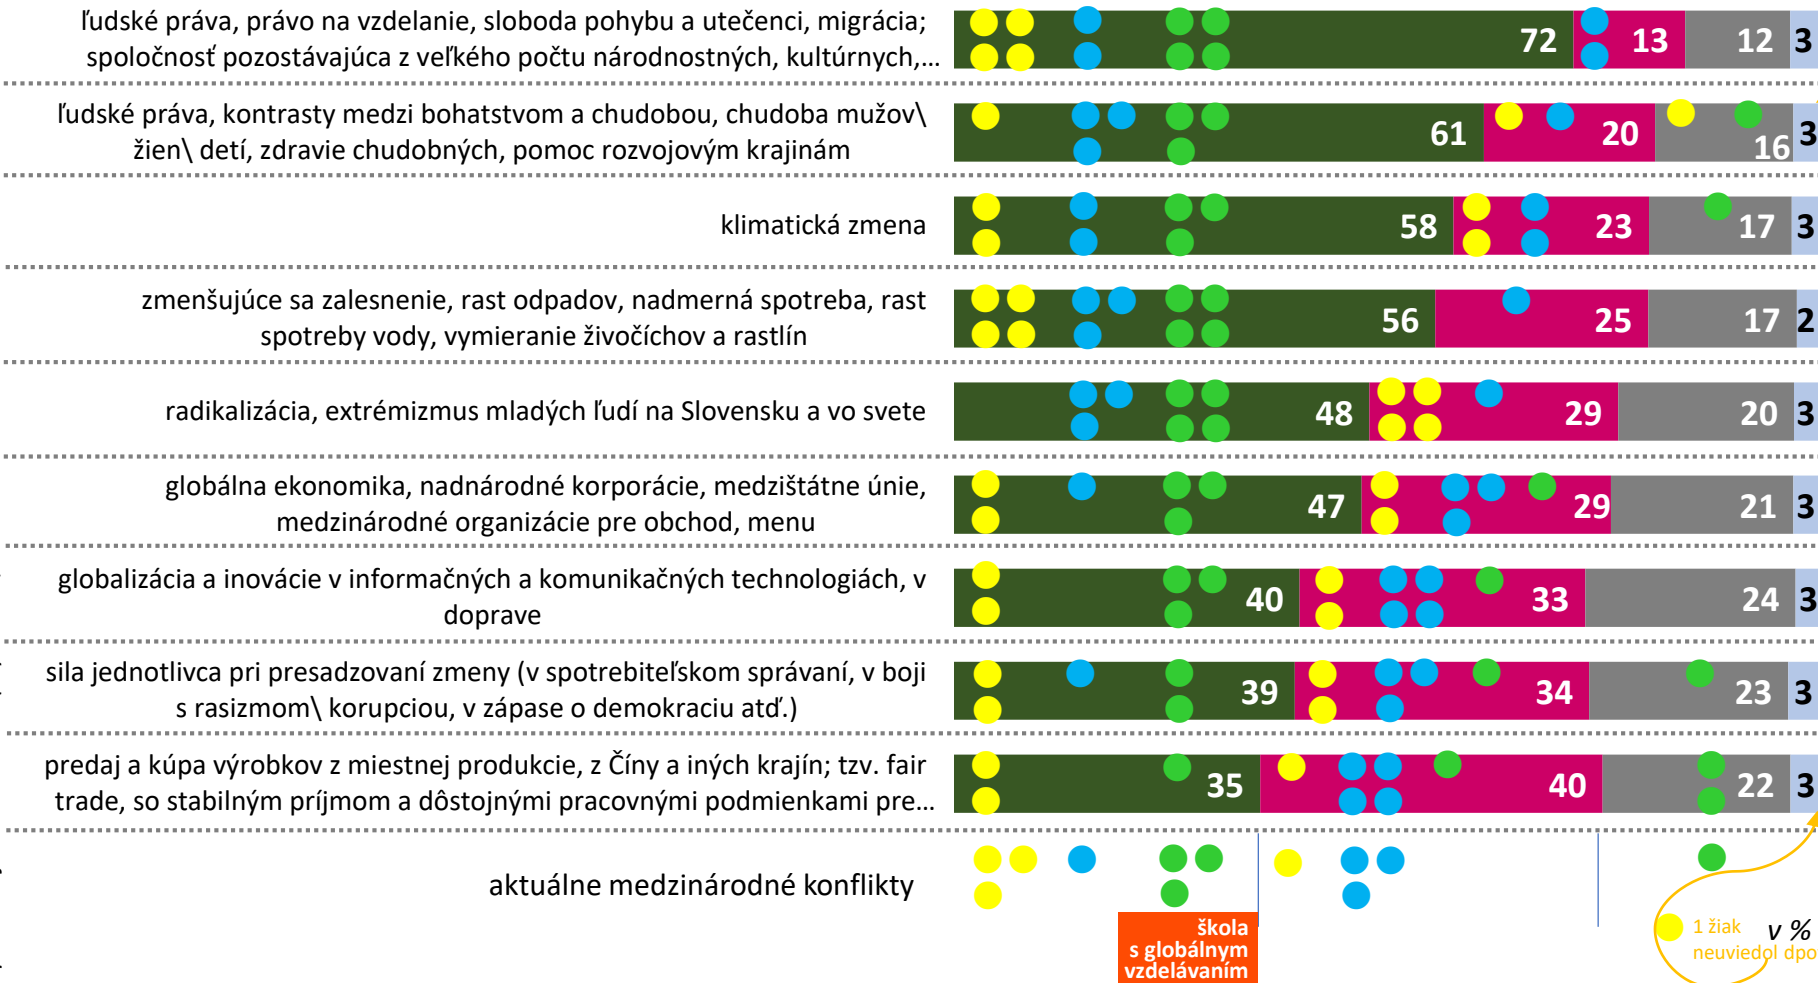 ľudské práva, právo na vzdelanie, sloboda pohybu a utečenci, migrácia;
spoločnosť pozostávajúca z veľkého počtu národnostných, kultúrnych,...
72 13 12 3
ľudské práva, kontrasty medzi bohatstvom a chudobou, chudoba mužov\
žien\ detí, zdravie chudobných, pomoc rozvojovým krajinám
61 20 16 3
klimatická zmena
58 23 17 3
zmenšujúce sa zalesnenie, rast odpadov, nadmerná spotreba, rast
spotreby vody, vymieranie živočíchov a rastlín
56 25 17 2
radikalizácia, extrémizmus mladých ľudí na Slovensku a vo svete
48 29 20 3
globálna ekonomika, nadnárodné korporácie, medzištátne únie,
medzinárodné organizácie pre obchod, menu
47 29 21 3
globalizácia a inovácie v informačných a komunikačných technologiách, v
doprave
40 33 24 3
sila jednotlivca pri presadzovaní zmeny (v spotrebiteľskom správaní, v boji
s rasizmom\ korupciou, v zápase o demokraciu atď.)
39 34 23 3
predaj a kúpa výrobkov z miestnej produkcie, z Číny a iných krajín; tzv. fair
trade, so stabilným príjmom a dôstojnými pracovnými podmienkami pre...
35 40 22 3
aktuálne medzinárodné konflikty
škola
s globálnym
vzdelávaním
1 žiak
neuviedol dpo
v %